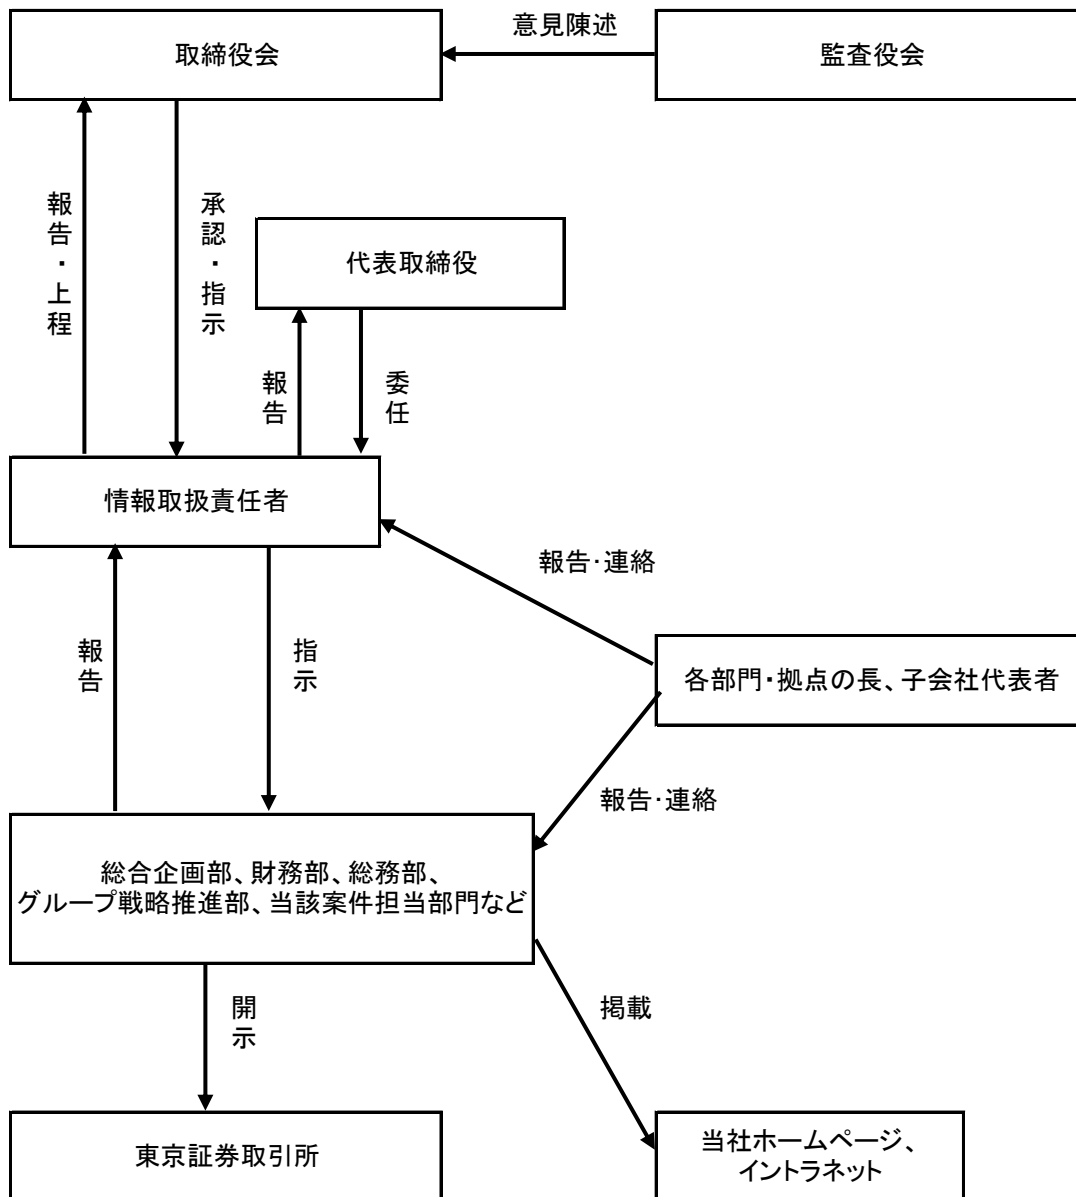 意見陳述
取締役会
監査役会
報告・上程
承認・指示
代表取締役
報告
委任
情報取扱責任者
報告・連絡
報告
指示
各部門・拠点の長、子会社代表者
報告・連絡
総合企画部、財務部、総務部、
グループ戦略推進部、当該案件担当部門など
開示
掲載
東京証券取引所
当社ホームページ、
イントラネット